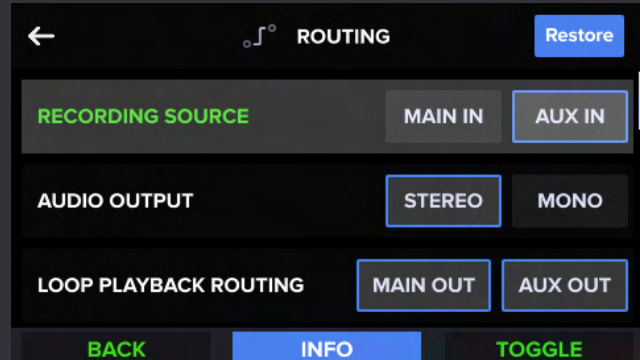 ROUTING Restore
RECORDING SOURCE MAIN IN AUX IN
AUDIO OUTPUT STEREO MONO
LOOP PLAYBACK ROUTING MAIN OUT AUX OUT
BACK INFO TOGGLE